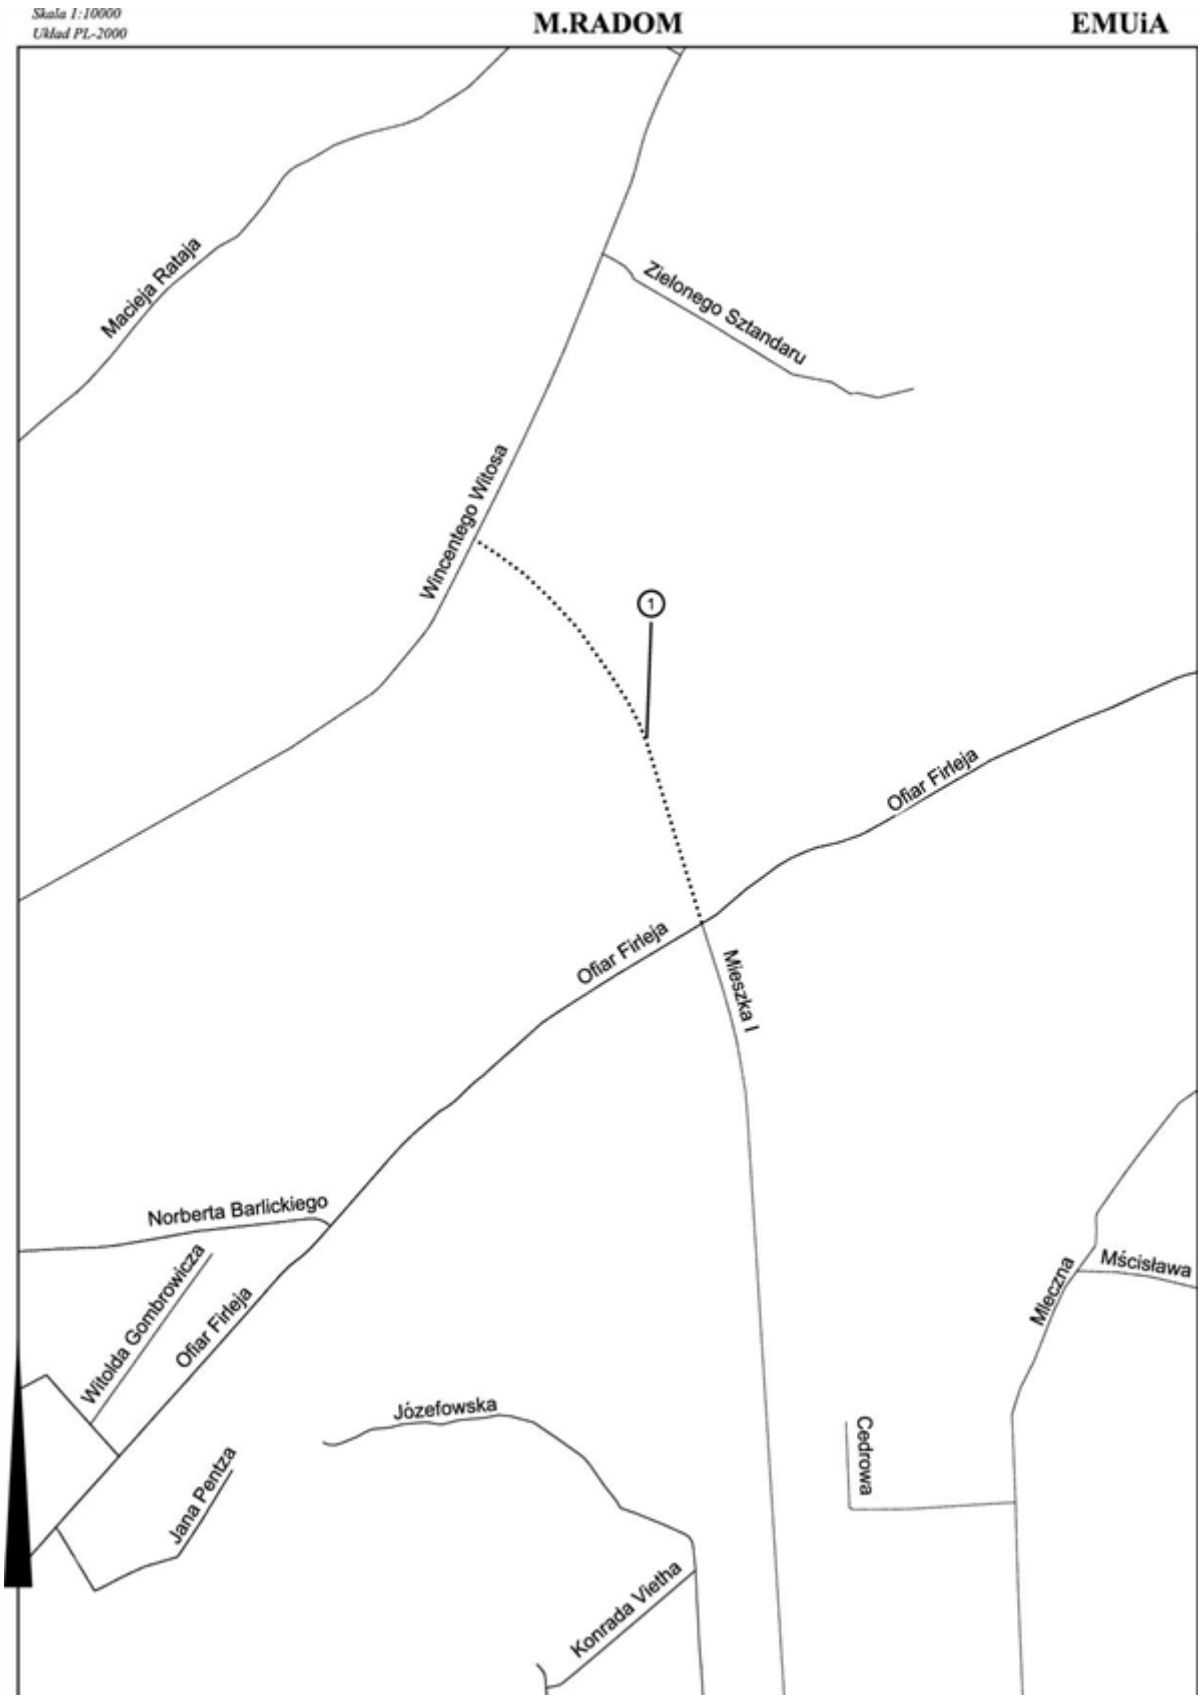 Skala 1:10000
Układ PL-2000
M.RADOM
EMUiA
Macieja Rataja
Zielonego Sztandaru
Wincentego Witosa
1
Ofiar Firleja
Ofiar Firleja
Mieszka I
Norberta Barlickiego
Witolda Gombrowicza
Ofiar Firleja
Mleczna
Mścisława
Józefowska
Cedrowa
Jana Pentza
Konrada Vietha